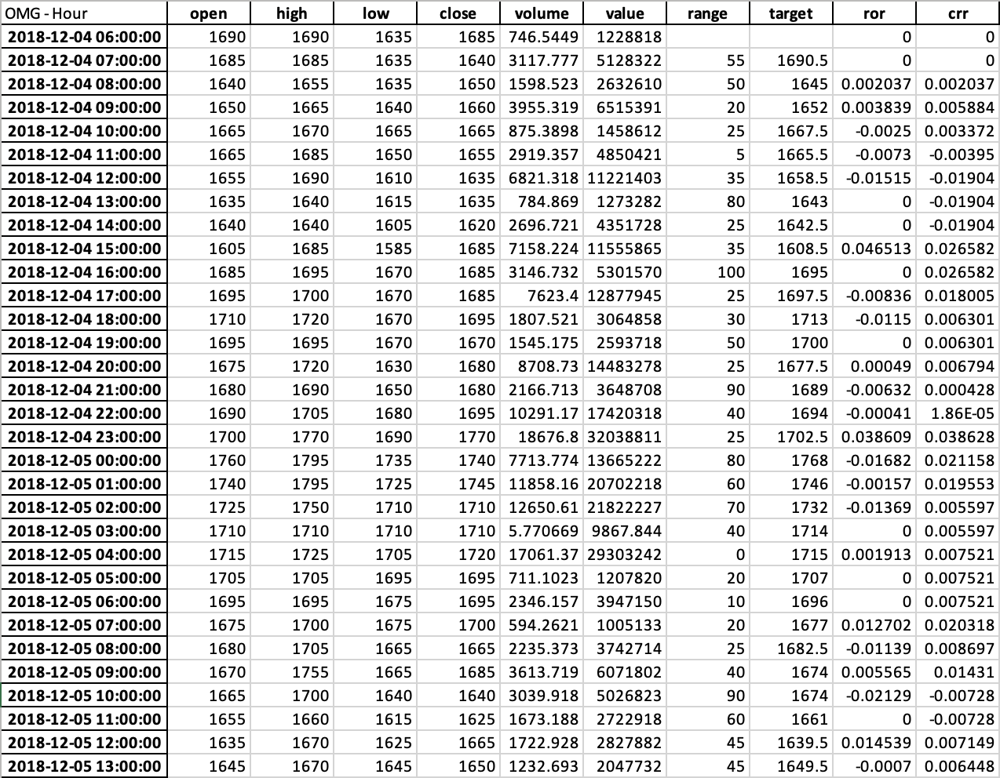 OMG - Hour open high low close volume value range target ror crr
2018-12-04 06:00:00 1690 1690 1635 1685 746.5449 1228818 0 0
2018-12-04 07:00:00 1685 1685 1635 1640 3117.777 5128322 55 1690.5 0 0
2018-12-04 08:00:00 1640 1655 1635 1650 1598.523 2632610 50 1645 0.002037 0.002037
2018-12-04 09:00:00 1650 1665 1640 1660 3955.319 6515391 20 1652 0.003839 0.005884
2018-12-04 10:00:00 1665 1670 1665 1665 875.3898 1458612 25 1667.5 -0.0025 0.003372
2018-12-04 11:00:00 1665 1685 1650 1655 2919.357 4850421 5 1665.5 -0.0073 -0.00395
2018-12-04 12:00:00 1655 1690 1610 1635 6821.318 11221403 35 1658.5 -0.01515 -0.01904
2018-12-04 13:00:00 1635 1640 1615 1635 784.869 1273282 80 1643 0 -0.01904
2018-12-04 14:00:00 1640 1640 1605 1620 2696.721 4351728 25 1642.5 0 -0.01904
2018-12-04 15:00:00 1605 1685 1585 1685 7158.224 11555865 35 1608.5 0.046513 0.026582
2018-12-04 16:00:00 1685 1695 1670 1685 3146.732 5301570 100 1695 0 0.026582
2018-12-04 17:00:00 1695 1700 1670 1685 7623.4 12877945 25 1697.5 -0.00836 0.018005
2018-12-04 18:00:00 1710 1720 1670 1695 1807.521 3064858 30 1713 -0.0115 0.006301
2018-12-04 19:00:00 1695 1695 1670 1670 1545.175 2593718 50 1700 0 0.006301
2018-12-04 20:00:00 1675 1720 1630 1680 8708.73 14483278 25 1677.5 0.00049 0.006794
2018-12-04 21:00:00 1680 1690 1650 1680 2166.713 3648708 90 1689 -0.00632 0.000428
2018-12-04 22:00:00 1690 1705 1680 1695 10291.17 17420318 40 1694 -0.00041 1.86E-05
2018-12-04 23:00:00 1700 1770 1690 1770 18676.8 32038811 25 1702.5 0.038609 0.038628
2018-12-05 00:00:00 1760 1795 1735 1740 7713.774 13665222 80 1768 -0.01682 0.021158
2018-12-05 01:00:00 1740 1795 1725 1745 11858.16 20702218 60 1746 -0.00157 0.019553
2018-12-05 02:00:00 1725 1750 1710 1710 12650.61 21822227 70 1732 -0.01369 0.005597
2018-12-05 03:00:00 1710 1710 1710 1710 5.770669 9867.844 40 1714 0 0.005597
2018-12-05 04:00:00 1715 1725 1705 1720 17061.37 29303242 0 1715 0.001913 0.007521
2018-12-05 05:00:00 1705 1705 1695 1695 711.1023 1207820 20 1707 0 0.007521
2018-12-05 06:00:00 1695 1695 1675 1695 2346.157 3947150 10 1696 0 0.007521
2018-12-05 07:00:00 1675 1700 1675 1700 594.2621 1005133 20 1677 0.012702 0.020318
2018-12-05 08:00:00 1680 1705 1665 1665 2235.373 3742714 25 1682.5 -0.01139 0.008697
2018-12-05 09:00:00 1670 1755 1665 1685 3613.719 6071802 40 1674 0.005565 0.01431
2018-12-05 10:00:00 1665 1700 1640 1640 3039.918 5026823 90 1674 -0.02129 -0.00728
2018-12-05 11:00:00 1655 1660 1615 1625 1673.188 2722918 60 1661 0 -0.00728
2018-12-05 12:00:00 1635 1670 1625 1665 1722.928 2827882 45 1639.5 0.014539 0.007149
2018-12-05 13:00:00 1645 1670 1645 1650 1232.693 2047732 45 1649.5 -0.0007 0.006448